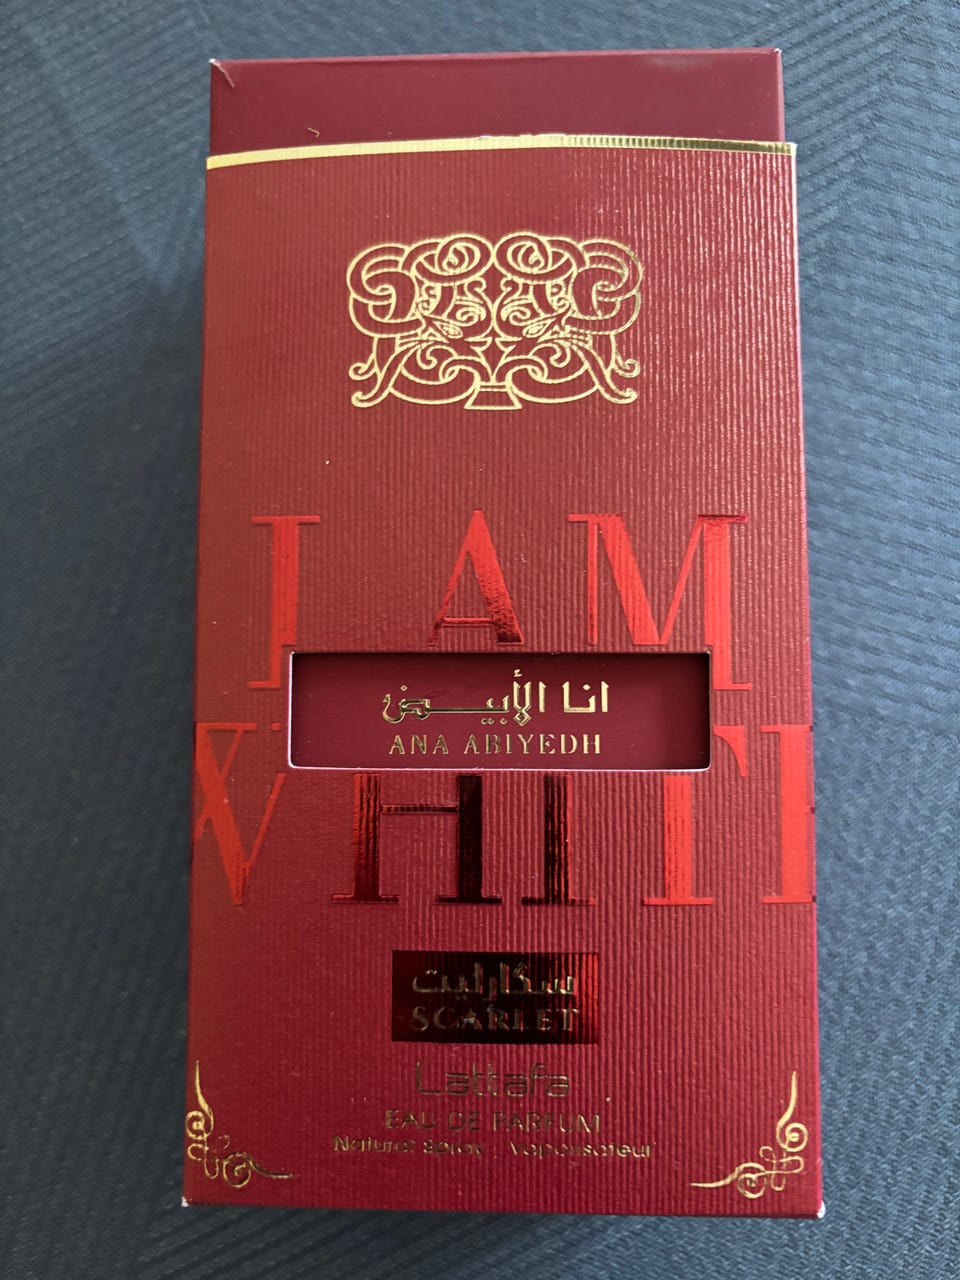 I AM
انا الأبيض
ANA ABIYEDH
WHITE
سكارليت
SCARLET
Lattafa
EAU DE PARFUM
Natural Spray | Vaporisateur